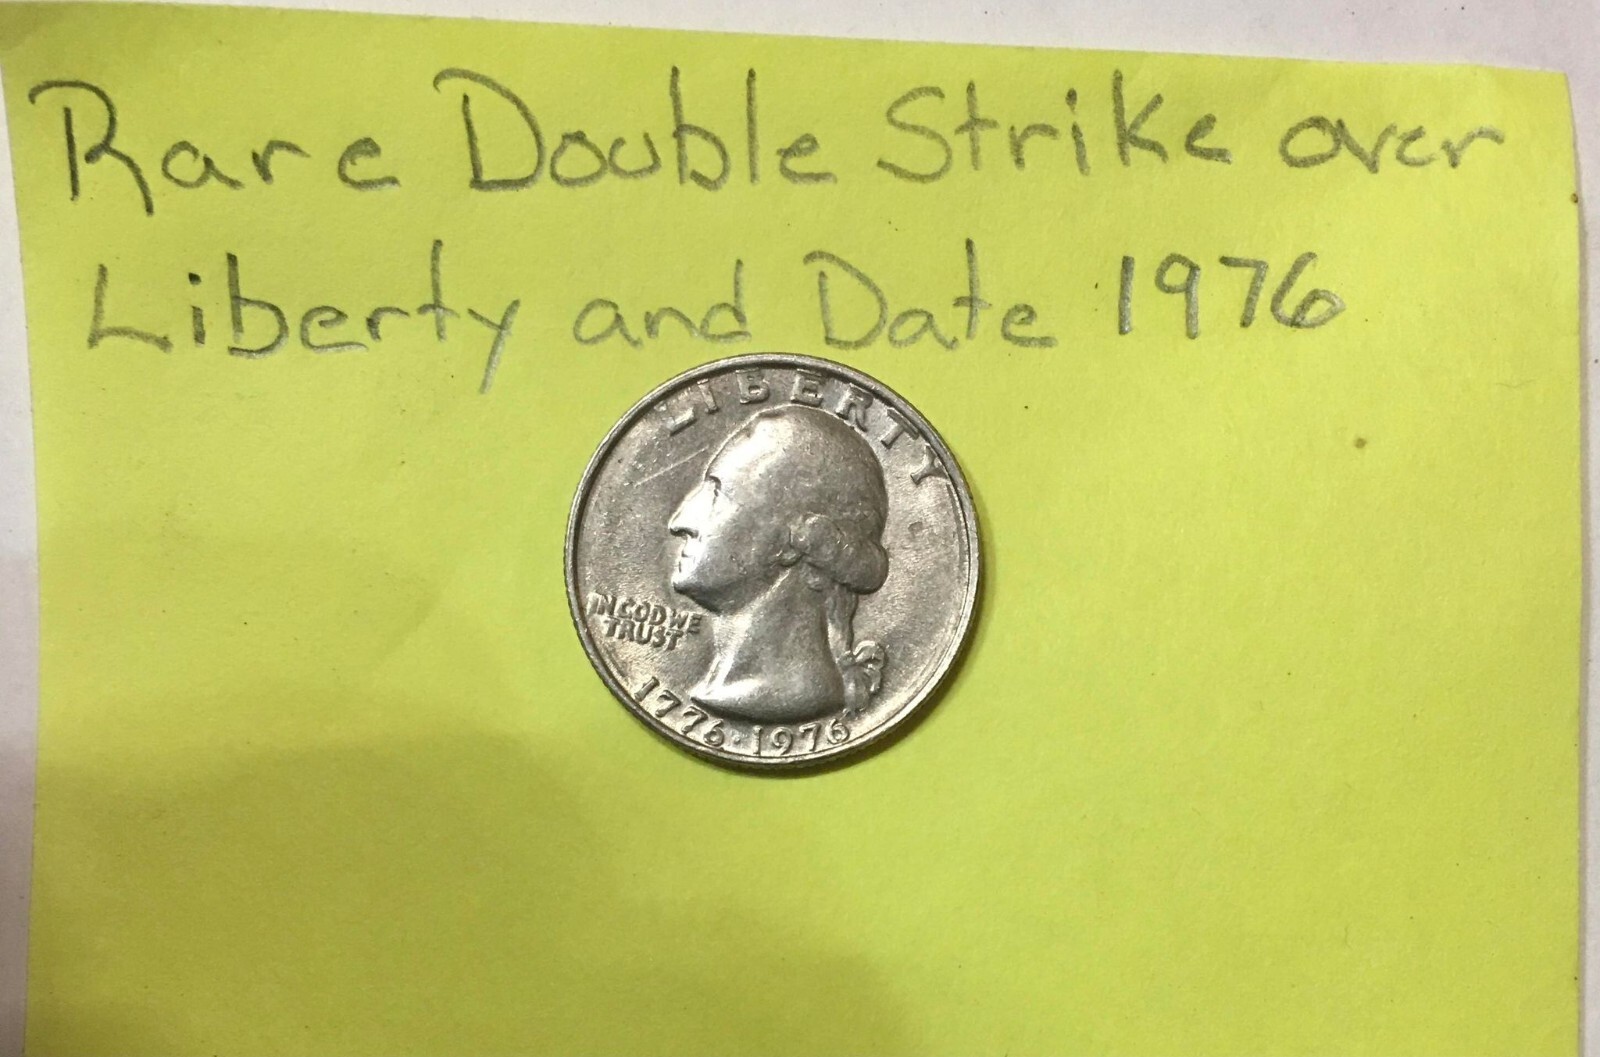 Rare Double Strike over
Liberty and Date 1976
LIBERTY
IN GOD WE
TRUST
1776·1976